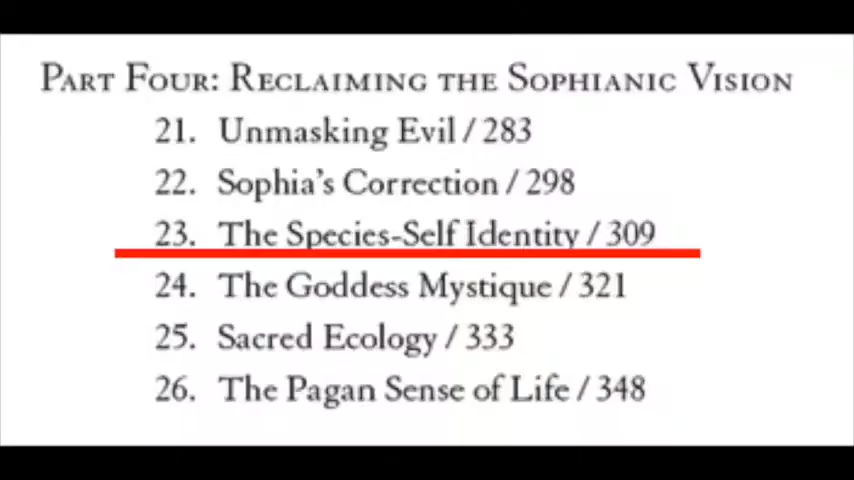 PART FOUR: RECLAIMING THE SOPHIANIC VISION
21. Unmasking Evil / 283
22. Sophia's Correction / 298
23. The Species-Self Identity / 309
24. The Goddess Mystique / 321
25. Sacred Ecology / 333
26. The Pagan Sense of Life / 348